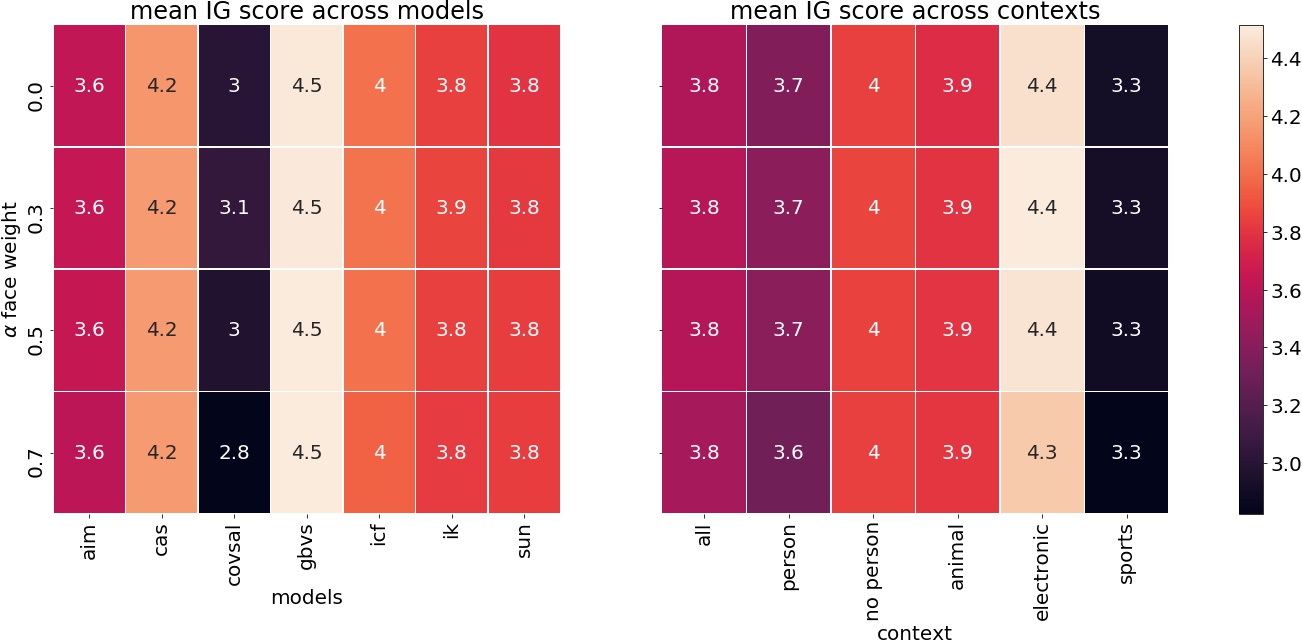 mean IG score across models
mean IG score across contexts
α face weight
0.0
3.6 4.2 3 4.5 4 3.8 3.8
3.8 3.7 4 3.9 4.4 3.3
0.3
3.6 4.2 3.1 4.5 4 3.9 3.8
3.8 3.7 4 3.9 4.4 3.3
0.5
3.6 4.2 3 4.5 4 3.8 3.8
3.8 3.7 4 3.9 4.4 3.3
0.7
3.6 4.2 2.8 4.5 4 3.8 3.8
3.8 3.6 4 3.9 4.3 3.3
aim cas covsal gbvs icf ik sun
models
all person no person animal electronic sports
context
4.4
4.2
4.0
3.8
3.6
3.4
3.2
3.0